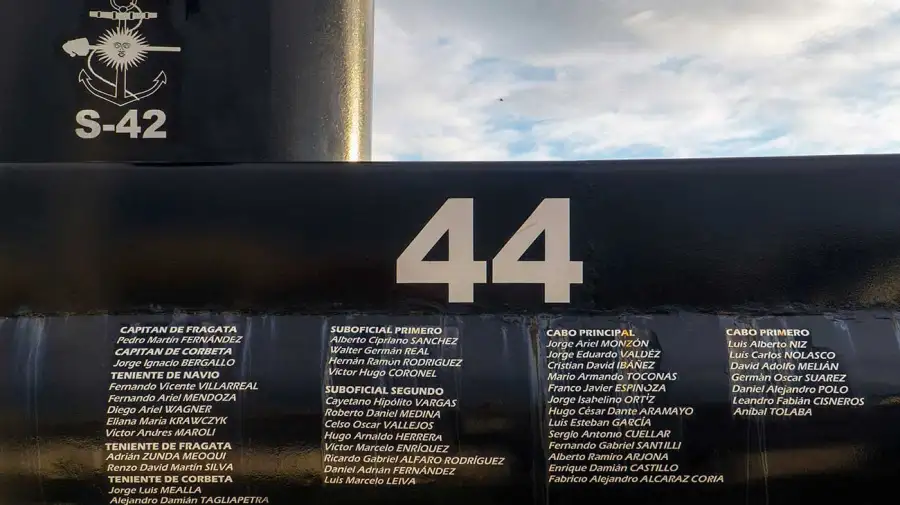 S-42
44
CAPITAN DE FRAGATA
Pedro Martín FERNÁNDEZ
CAPITAN DE CORBETA
Jorge Ignacio BERGALLO
TENIENTE DE NAVIO
Fernando Vicente VILLARREAL
Fernando Ariel MENDOZA
Diego Ariel WAGNER
Eliana María KRAWCZYK
Víctor Andres MAROLI
TENIENTE DE FRAGATA
Adrián ZUNDA MEOQUI
Renzo David Martín SILVA
TENIENTE DE CORBETA
Jorge Luis MEALLA
Alejandro Damián TAGLIAPETRA
SUBOFICIAL PRIMERO
Alberto Cipriano SANCHEZ
Walter Germán REAL
Hernán Ramón RODRIGUEZ
Víctor Hugo CORONEL
SUBOFICIAL SEGUNDO
Cayetano Hipólito VARGAS
Roberto Daniel MEDINA
Celso Oscar VALLEJOS
Hugo Arnaldo HERRERA
Víctor Marcelo ENRIQUEZ
Ricardo Gabriel ALFARO RODRÍGUEZ
Daniel Adrián FERNÁNDEZ
Luis Marcelo LEIVA
CABO PRINCIPAL
Jorge Ariel MONZÓN
Jorge Eduardo VALDÉZ
Cristian David IBÁÑEZ
Mario Armando TOCONAS
Franco Javier ESPINOZA
Jorge Isabelino ORTÍZ
Hugo César Dante ARAMAYO
Luis Esteban GARCÍA
Sergio Antonio CUELLAR
Fernando Gabriel SANTILLI
Alberto Ramiro ARJONA
Enrique Damián CASTILLO
Fabricio Alejandro ALCARAZ CORIA
CABO PRIMERO
Luis Alberto NIZ
Luis Carlos NOLASCO
David Adolfo MELIÁN
Germán Oscar SUAREZ
Daniel Alejandro POLO
Leandro Fabián CISNEROS
Aníbal TOLABA